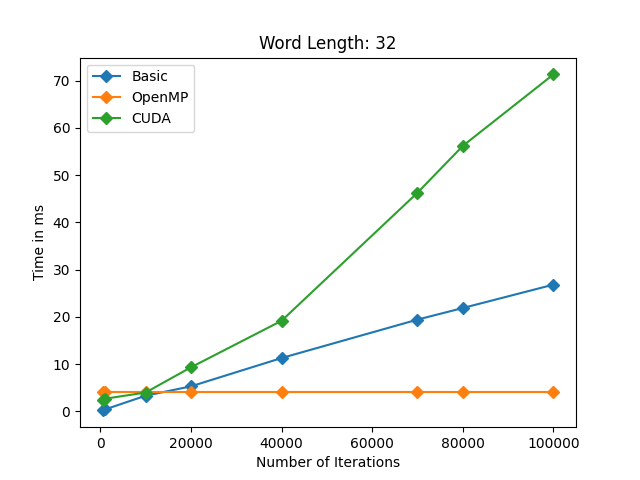 Word Length: 32
Basic
OpenMP
CUDA
Time in ms
70
60
50
40
30
20
10
0
0 20000 40000 60000 80000 100000
Number of Iterations